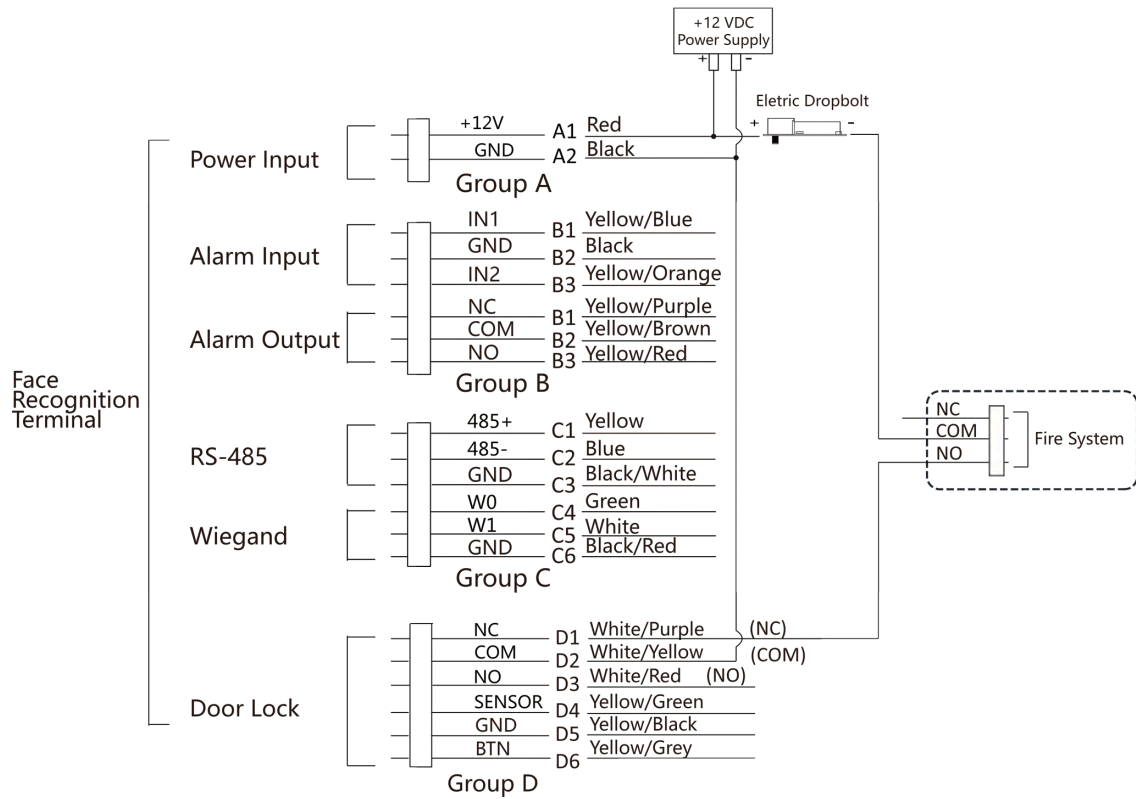 +12 VDC
Power Supply
+ -
Eletric Dropbolt
+ -
Face
Recognition
Terminal
Power Input
+12V A1 Red
GND A2 Black
Group A
Alarm Input
IN1 B1 Yellow/Blue
GND B2 Black
IN2 B3 Yellow/Orange
Alarm Output
NC B1 Yellow/Purple
COM B2 Yellow/Brown
NO B3 Yellow/Red
Group B
RS-485
485+ C1 Yellow
485- C2 Blue
GND C3 Black/White
Wiegand
W0 C4 Green
W1 C5 White
GND C6 Black/Red
Group C
NC
COM
NO
Fire System
Door Lock
NC D1 White/Purple (NC)
COM D2 White/Yellow (COM)
NO D3 White/Red (NO)
SENSOR D4 Yellow/Green
GND D5 Yellow/Black
BTN D6 Yellow/Grey
Group D